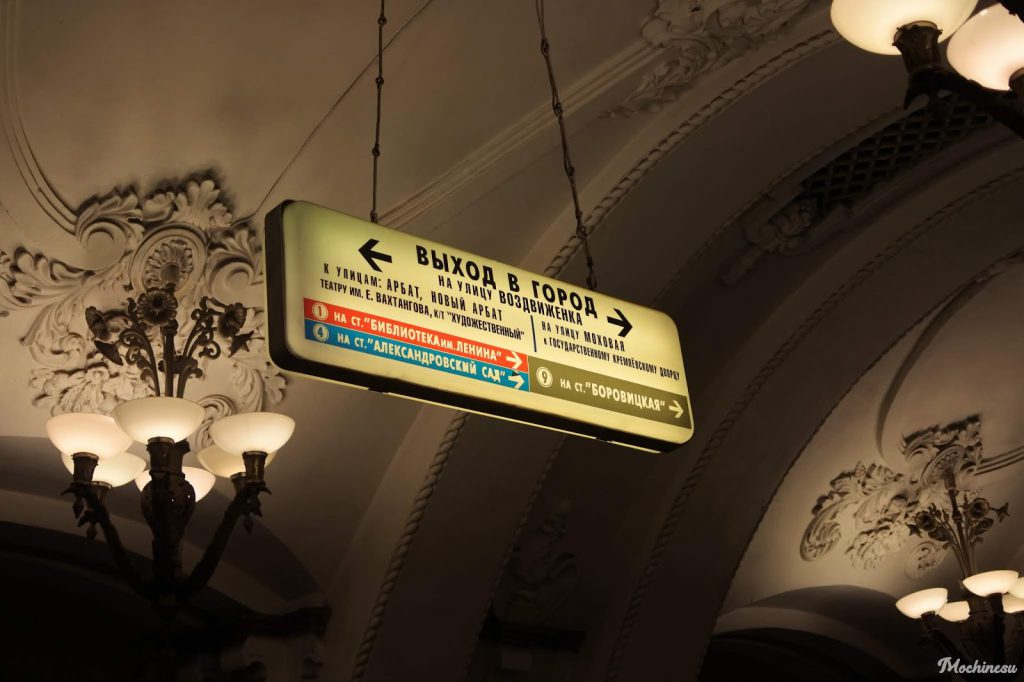 ← ВЫХОД В ГОРОД →
НА УЛИЦУ ВОЗДВИЖЕНКА
К УЛИЦАМ: АРБАТ, НОВЫЙ АРБАТ
ТЕАТРУ ИМ. Е. ВАХТАНГОВА, К/Т "ХУДОЖЕСТВЕННЫЙ"
НА УЛИЦУ МОХОВАЯ
К ГОСУДАРСТВЕННОМУ КРЕМЛЁВСКОМУ ДВОРЦУ
1 НА СТ. "БИБЛИОТЕКА ИМ. ЛЕНИНА" →
4 НА СТ. "АЛЕКСАНДРОВСКИЙ САД" →
9 НА СТ. "БОРОВИЦКАЯ" →
Mochinesu